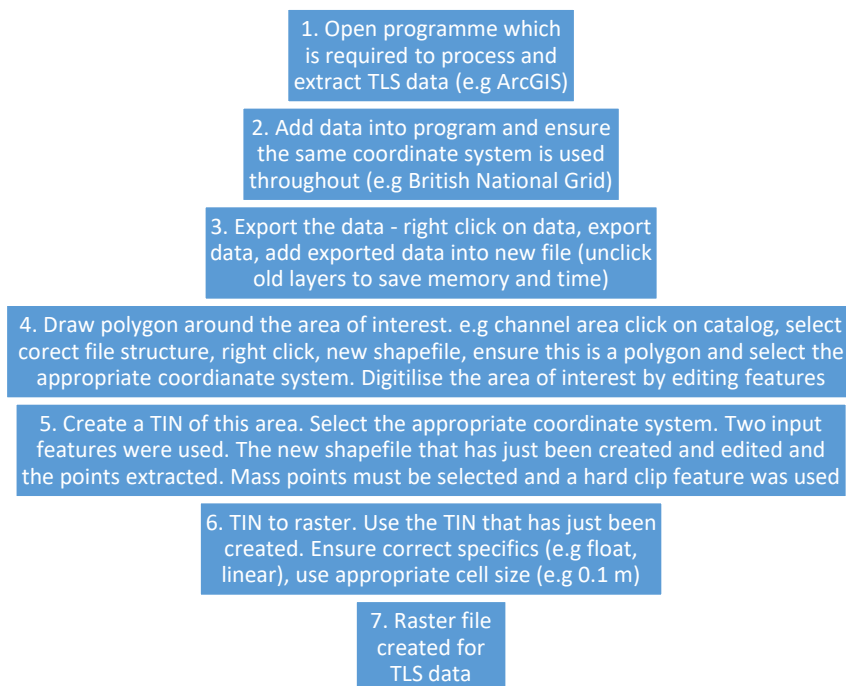 1. Open programme which
is required to process and
extract TLS data (e.g ArcGIS)
2. Add data into program and ensure
the same coordinate system is used
throughout (e.g British National Grid)
3. Export the data - right click on data, export
data, add exported data into new file (unclick
old layers to save memory and time)
4. Draw polygon around the area of interest. e.g channel area click on catalog, select
corect file structure, right click, new shapefile, ensure this is a polygon and select the
appropriate coordianate system. Digitilise the area of interest by editing features
5. Create a TIN of this area. Select the appropriate coordinate system. Two input
features were used. The new shapefile that has just been created and edited and
the points extracted. Mass points must be selected and a hard clip feature was used
6. TIN to raster. Use the TIN that has just been
created. Ensure correct specifics (e.g float,
linear), use appropriate cell size (e.g 0.1 m)
7. Raster file
created for
TLS data